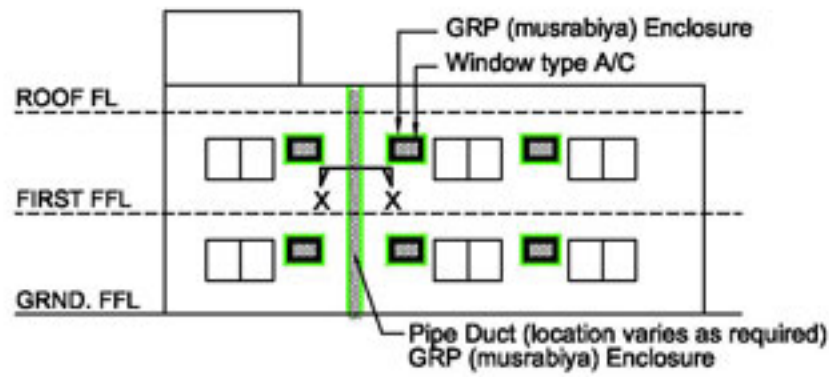 GRP (musrabiya) Enclosure
Window type A/C
ROOF FL
X X
FIRST FFL
GRND. FFL
Pipe Duct (location varies as required)
GRP (musrabiya) Enclosure